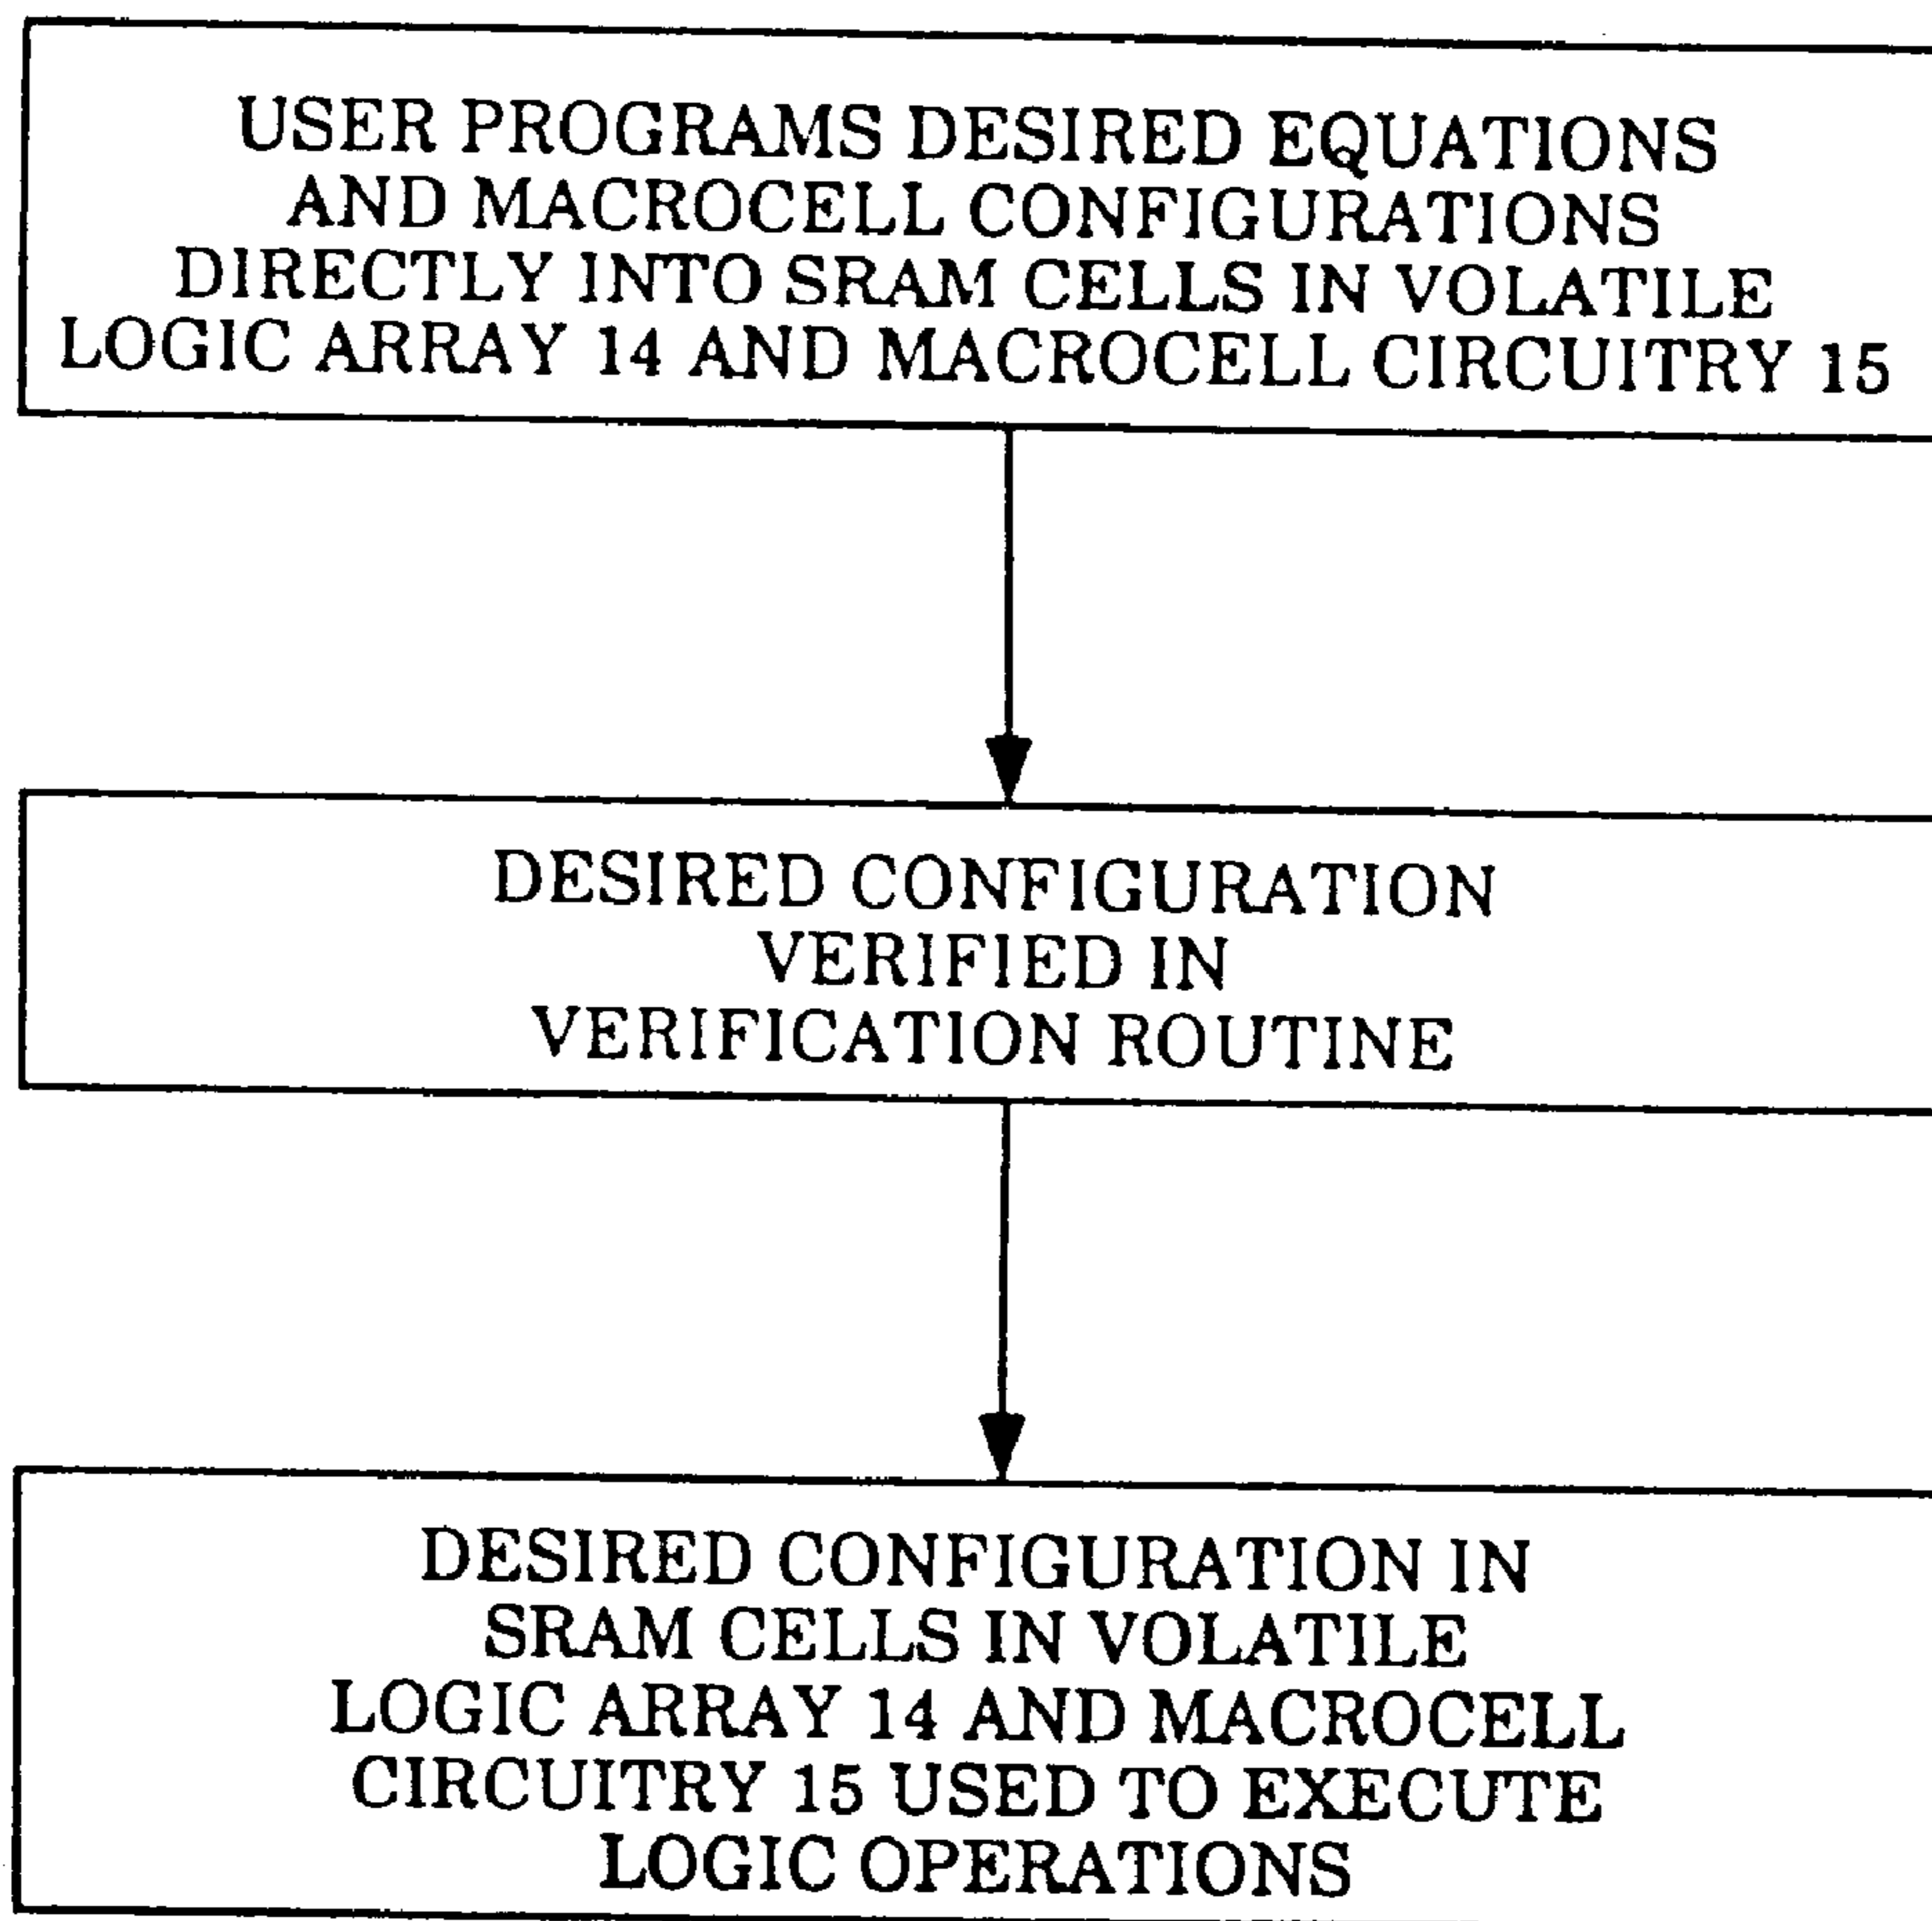 USER PROGRAMS DESIRED EQUATIONS
AND MACROCELL CONFIGURATIONS
DIRECTLY INTO SRAM CELLS IN VOLATILE
LOGIC ARRAY 14 AND MACROCELL CIRCUITRY 15
DESIRED CONFIGURATION
VERIFIED IN
VERIFICATION ROUTINE
DESIRED CONFIGURATION IN
SRAM CELLS IN VOLATILE
LOGIC ARRAY 14 AND MACROCELL
CIRCUITRY 15 USED TO EXECUTE
LOGIC OPERATIONS